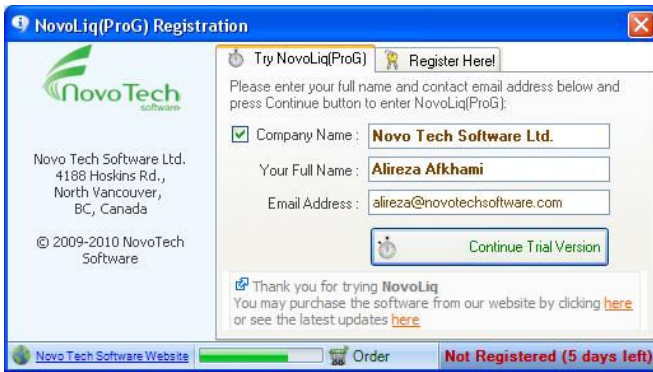 NovoLiq(ProG) Registration
NovoTech
software
Novo Tech Software Ltd.
4188 Hoskins Rd.,
North Vancouver,
BC, Canada
© 2009-2010 NovoTech
Software
Try NovoLiq(ProG)
Register Here!
Please enter your full name and contact email address below and
press Continue button to enter NovoLiq(ProG):
Company Name : Novo Tech Software Ltd.
Your Full Name : Alireza Afkhami
Email Address : alireza@novotechsoftware.com
Continue Trial Version
Thank you for trying NovoLiq
You may purchase the software from our website by clicking here
or see the latest updates here
Novo Tech Software Website
Order
Not Registered (5 days left)